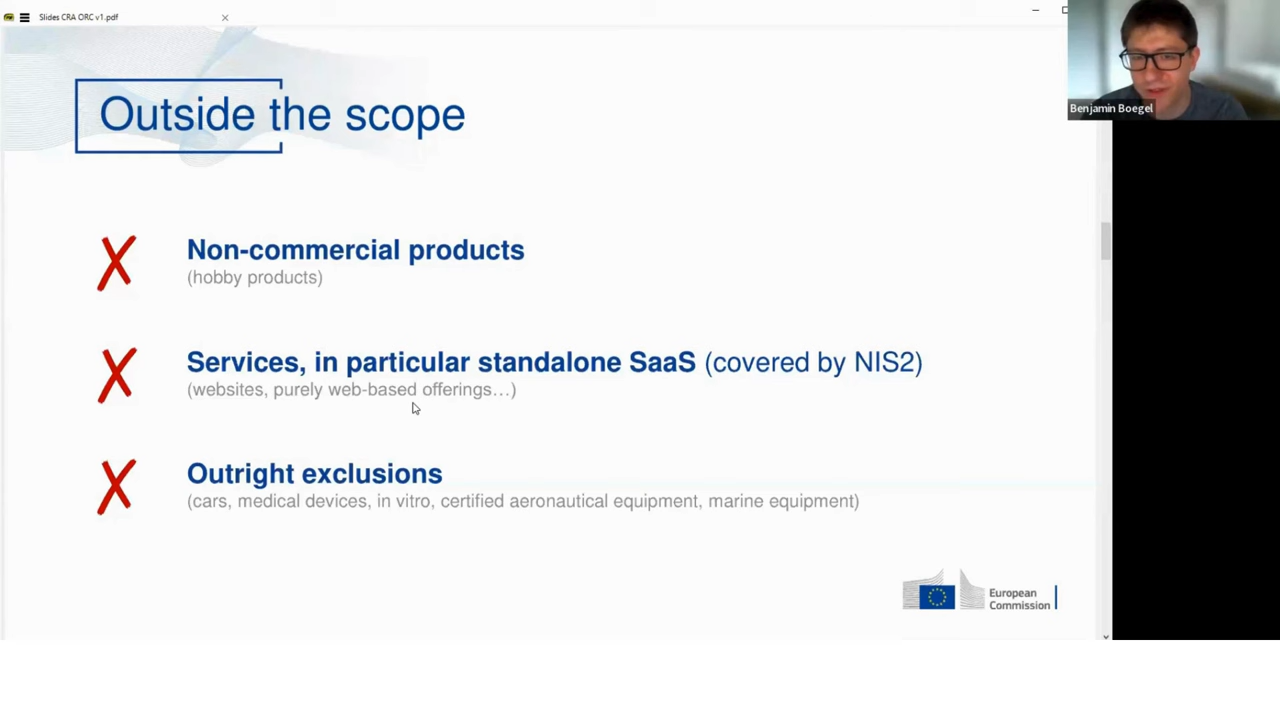 Slides CRA ORC v1.pdf
Benjamin Boegel
Outside the scope
Non-commercial products
(hobby products)
Services, in particular standalone SaaS (covered by NIS2)
(websites, purely web-based offerings…)
Outright exclusions
(cars, medical devices, in vitro, certified aeronautical equipment, marine equipment)
European
Commission